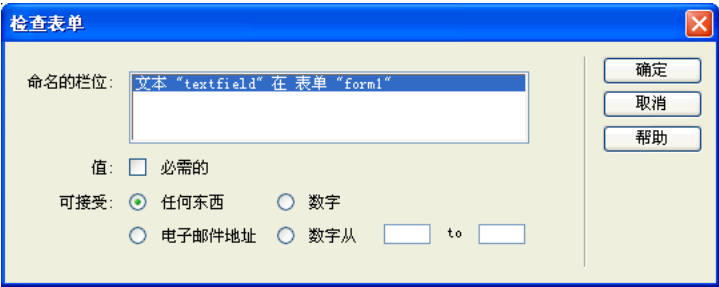 检查表单
命名的栏位: 文本 "textfield" 在 表单 "form1"
确定
取消
帮助
值: 必需的
可接受: 任何东西 数字
电子邮件地址 数字从 to